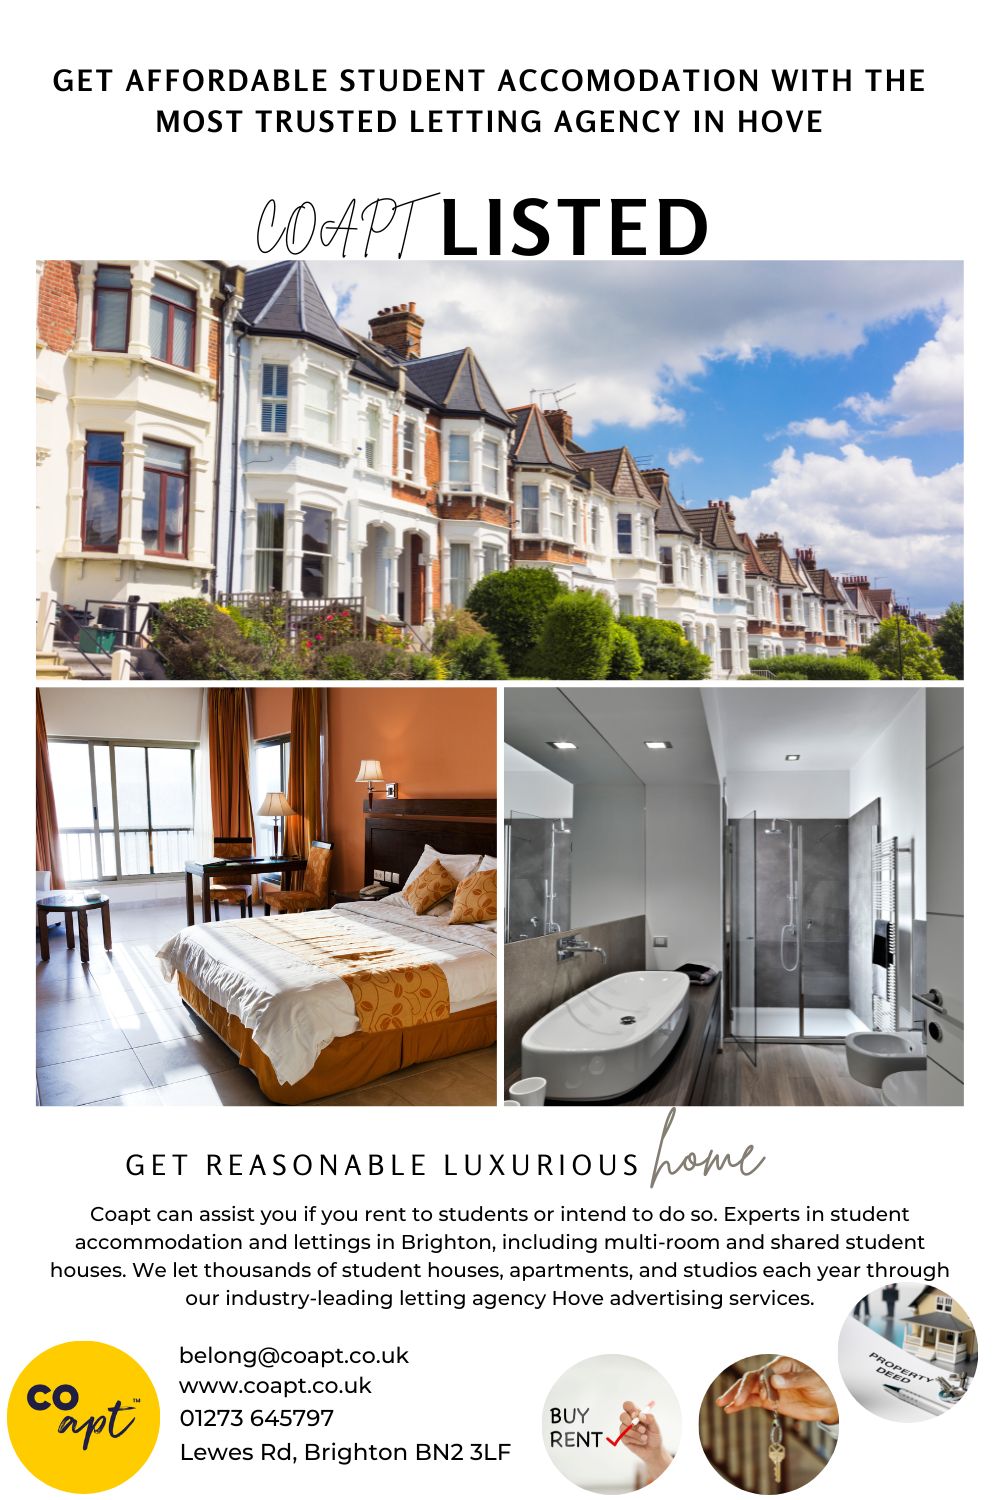 GET AFFORDABLE STUDENT ACCOMODATION WITH THE
MOST TRUSTED LETTING AGENCY IN HOVE
COAPT LISTED
GET REASONABLE LUXURIOUS home
Coapt can assist you if you rent to students or intend to do so. Experts in student
accommodation and lettings in Brighton, including multi-room and shared student
houses. We let thousands of student houses, apartments, and studios each year through
our industry-leading letting agency Hove advertising services.
PROPERTY
DEED
belong@coapt.co.uk
www.coapt.co.uk
01273 645797
Lewes Rd, Brighton BN2 3LF
co
apt™
BUY
RENT